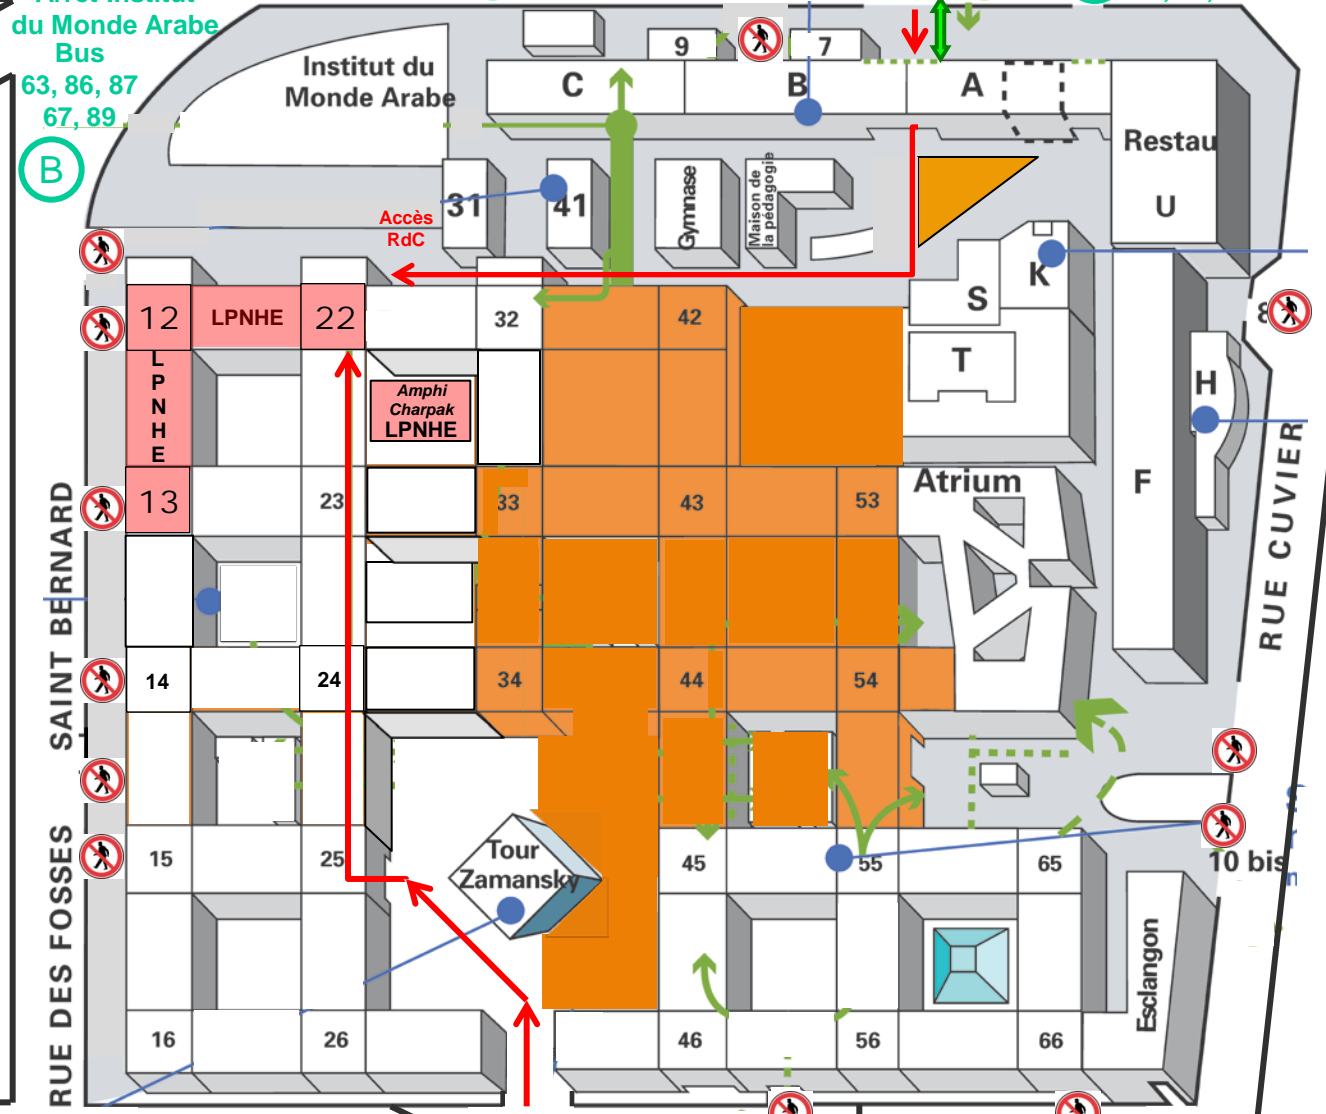 Arrêt Institut
du Monde Arabe
Bus
63, 86, 87
67, 89
B
Institut du
Monde Arabe
9
7
C
B
A
Restau
U
31
41
Gymnase
Maison de
la pédagogie
Accès
RdC
K
S
T
H
F
12
LPNHE
22
32
42
L
P
N
H
E
Amphi
Charpak
LPNHE
13
23
33
43
53
Atrium
14
24
34
44
54
15
25
Tour
Zamansky
45
55
65
10 bis
16
26
46
56
66
Esclangon
RUE CUVIER
SAINT BERNARD
RUE DES FOSSES